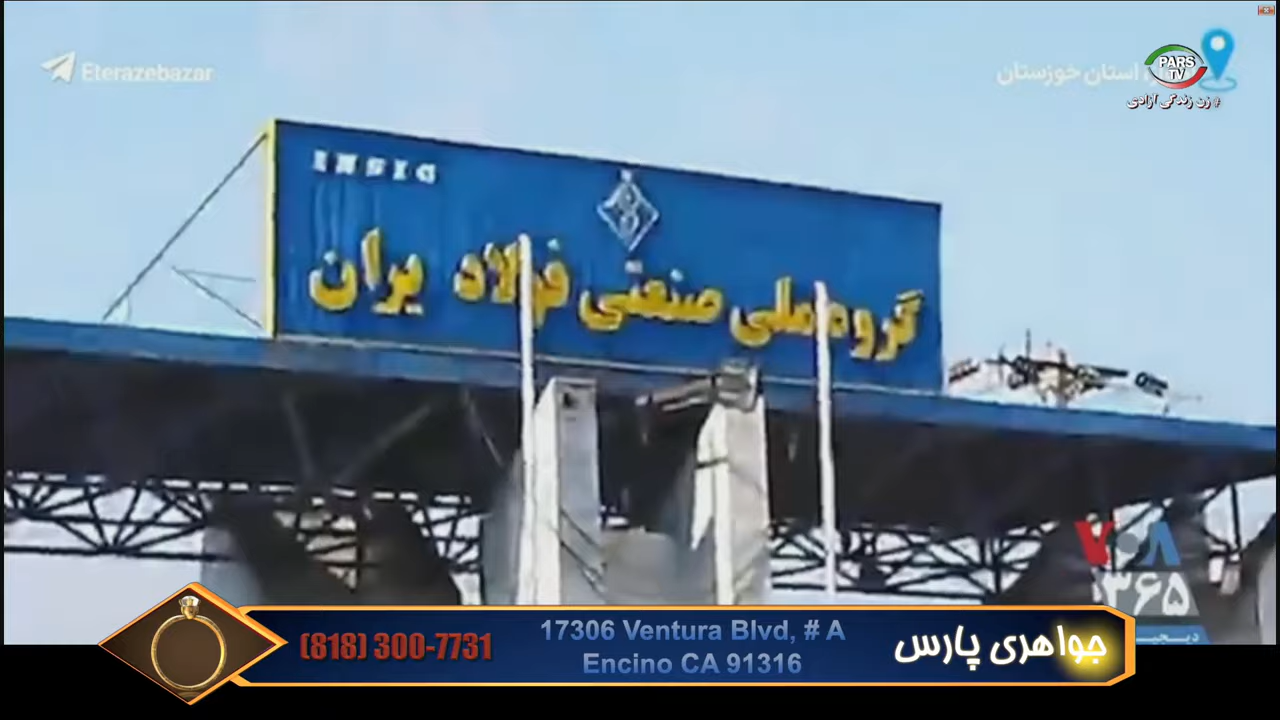 Eterazebazar
استان خوزستان
PARS
TV
# زن زندگی آزادی
INSIG
گروه ملی صنعتی فولاد یران
VOA
۳۶۵
(818) 300-7731
17306 Ventura Blvd, # A
Encino CA 91316
جواهری پارس